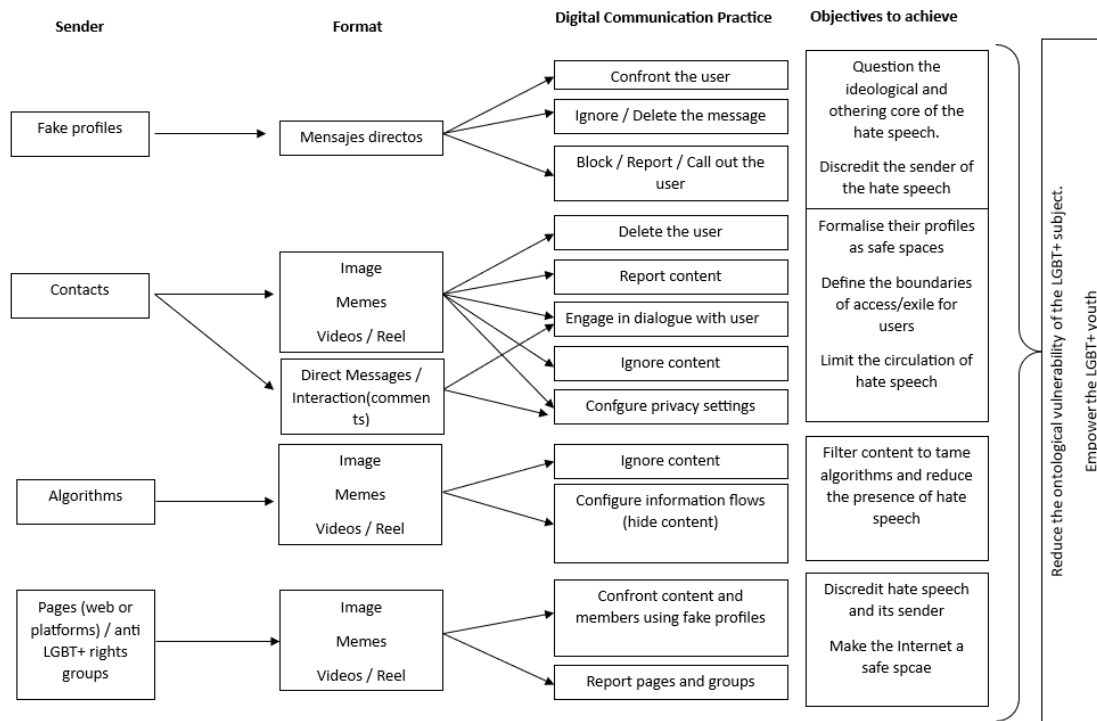 Sender
Format
Digital Communication Practice
Objectives to achieve
Fake profiles
Mensajes directos
Confront the user
Ignore / Delete the message
Block / Report / Call out the
user
Question the
ideological and
othering core of the
hate speech.
Discredit the sender of
the hate speech
Contacts
Image
Memes
Videos / Reel
Direct Messages /
Interaction(comme
nts)
Delete the user
Report content
Engage in dialogue with user
Ignore content
Confgure privacy settings
Formalise their profiles
as safe spaces
Define the boundaries
of access/exile for
users
Limit the circulation of
hate speech
Algorithms
Image
Memes
Videos / Reel
Ignore content
Configure information flows
(hide content)
Filter content to tame
algorithms and reduce
the presence of hate
speech
Pages (web or
platforms) / anti
LGBT+ rights
groups
Image
Memes
Videos / Reel
Confront content and
members using fake profiles
Report pages and groups
Discredit hate speech
and its sender
Make the Internet a
safe spcae
Reduce the ontological vulnerability of the LGBT+ subject.
Empower the LGBT+ youth